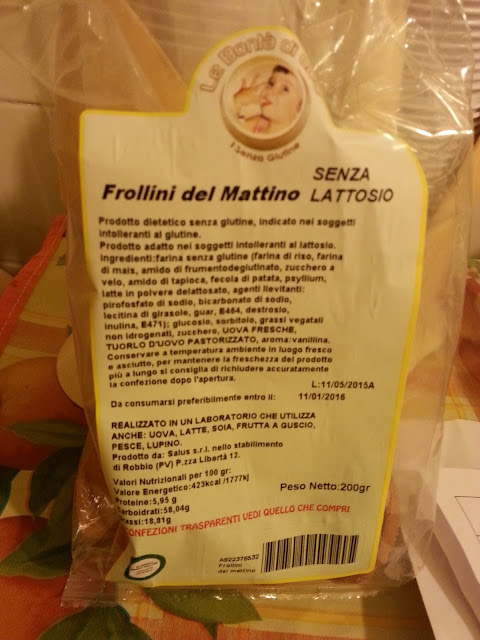 Le Bontà di
I Senza Glutine
SENZA
Frollini del Mattino LATTOSIO
Prodotto dietetico senza glutine, indicato nei soggetti
intolleranti al glutine.
Prodotto adatto nei soggetti intolleranti al lattosio.
Ingredienti:farina senza glutine (farina di riso, farina
di mais, amido di frumentodeglutinato, zucchero a
velo, amido di tapioca, fecola di patata, psyllium,
latte in polvere delattosato, agenti llevitanti:
pirofosfato di sodio, bicarbonato di sodio,
lecitina di girasole, guar, E464, destrosio,
inulina, E471); glucosio, sorbitolo, grassi vegetali
non idrogenati, zucchero, UOVA FRESCHE,
TUORLO D'UOVO PASTORIZZATO, aroma:vanillina.
Conservare a temperatura ambiente in luogo fresco
e asciutto, per mantenere la freschezza del prodotto
più a lungo si consiglia di richiudere accuratamente
la confezione dopo l'apertura.
L:11/05/2015A
Da consumarsi preferibilmente entro il: 11/01/2016
REALIZZATO IN UN LABORATORIO CHE UTILIZZA
ANCHE: UOVA, LATTE, SOIA, FRUTTA A GUSCIO,
PESCE, LUPINO.
Prodotto da: Salus s.r.l. nello stabilimento
di Robbio (PV) P.zza Libertà 12.
Valori Nutrizionali per 100 gr:
Valore Energetico:423kcal /1777kj
Peso Netto:200gr
Proteine:5,95 g
arboidrati:58,04g
assi:18,81g
CONFEZIONI TRASPARENTI VEDI QUELLO CHE COMPRI
A922376532
Frollini
del mattino